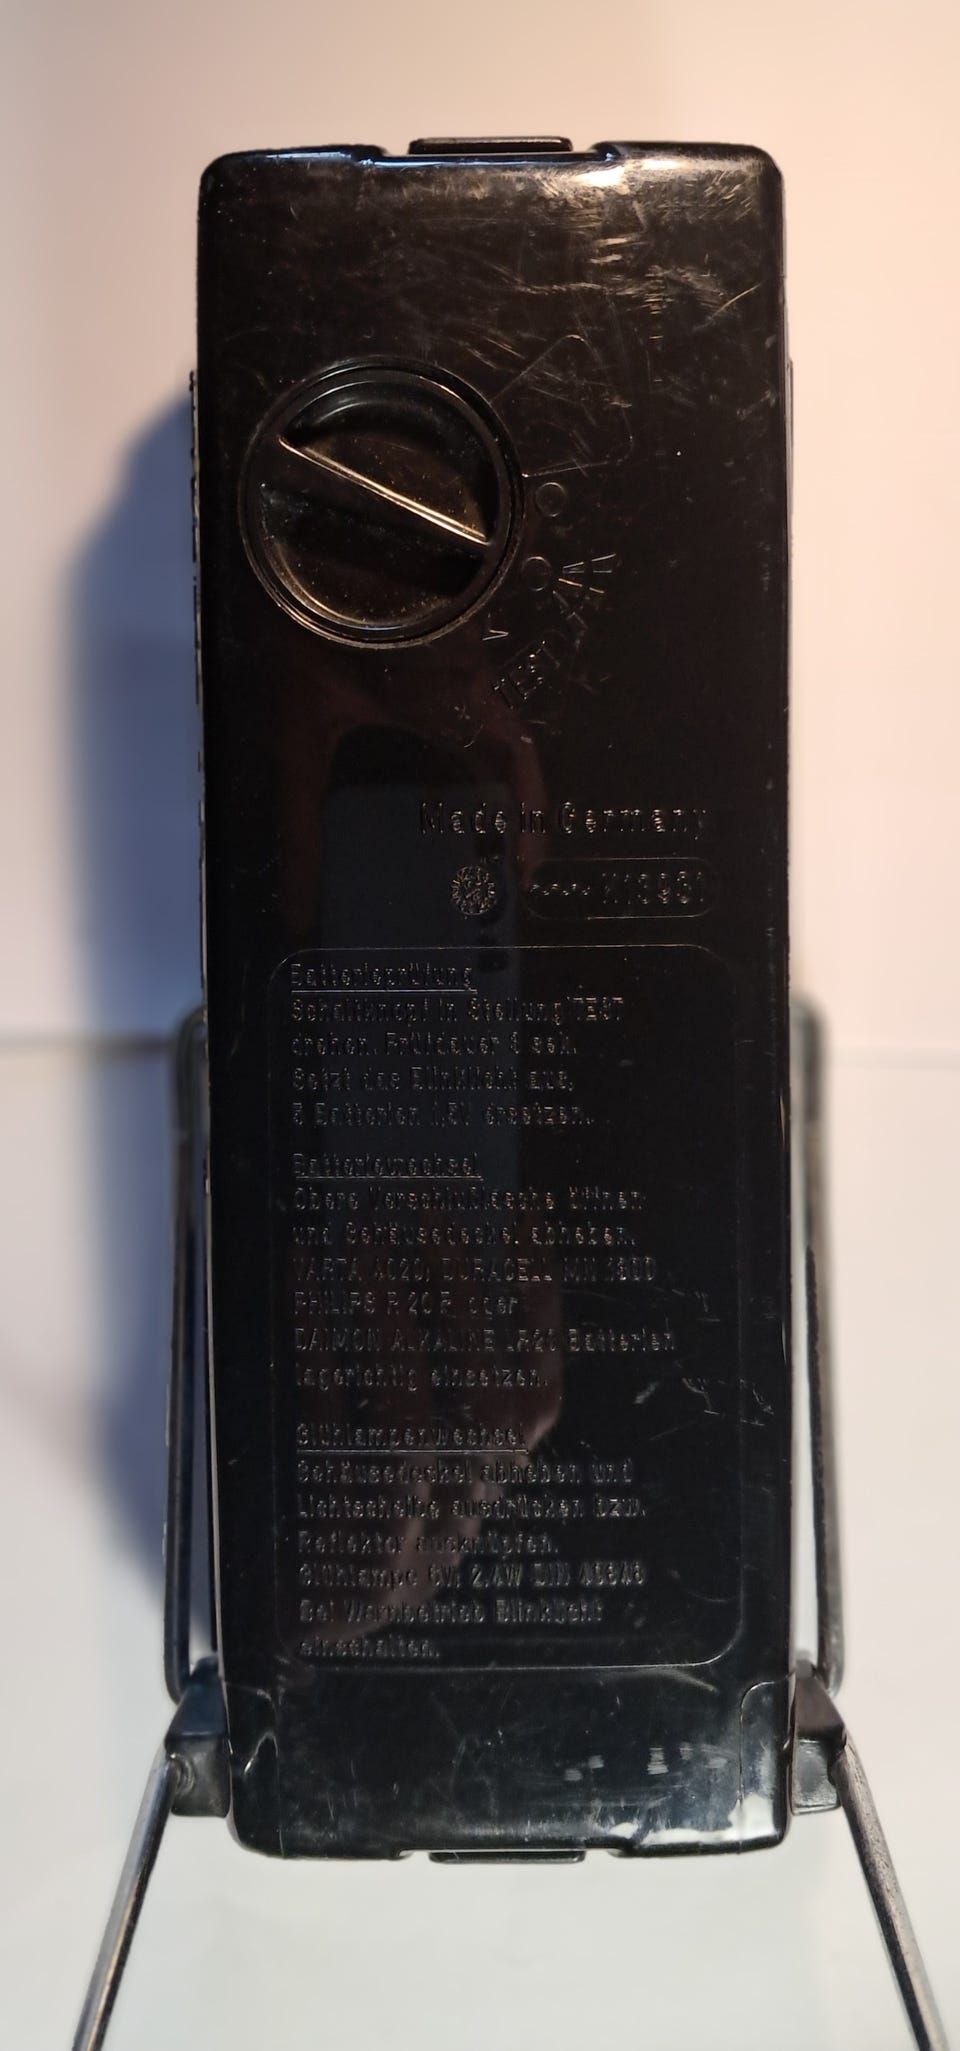 TEST
Made in Germany
Batterieprüfung
Schaltknopf in Stellung TEST
drehen. Prüfdauer 8 sek.
Setzt das Blinklicht aus,
Batterien 1,5V ersetzen.
Batteriewechsel
Obere Verschlußlasche öffnen
und Gehäusedeckel abheben.
VARTA 4020, DURACELL MN 1300
PHILIPS R 20 P oder
DAIMON ALKALINE LR20 Batterien
lagerichtig einsetzen.
Glühlampenwechsel
Gehäusedeckel abheben und
Lichtscheibe ausdrücken bzw.
Reflektor ausknöpfen.
Glühlampe 6V, 2,4W DIN
Bei Warnbetrieb Blinklicht
einschalten.